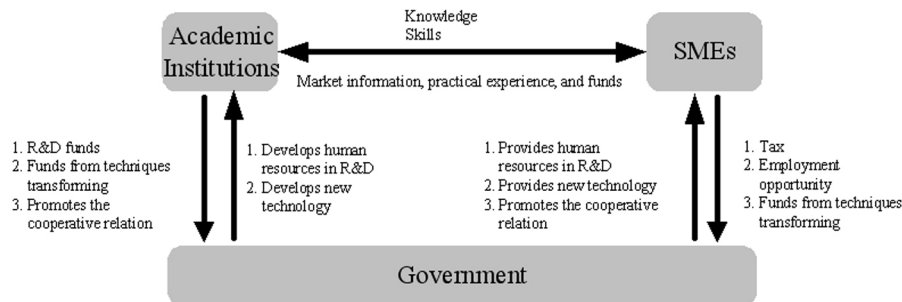 Knowledge
Skills
Academic
Institutions
SMEs
Market information, practical experience, and funds
1. R&D funds
2. Funds from techniques
transforming
3. Promotes the
cooperative relation
1. Develops human
resources in R&D
2. Develops new
technology
1. Provides human
resources in R&D
2. Provides new technology
3. Promotes the cooperative
relation
1. Tax
2. Employment
opportunity
3. Funds from techniques
transforming
Government